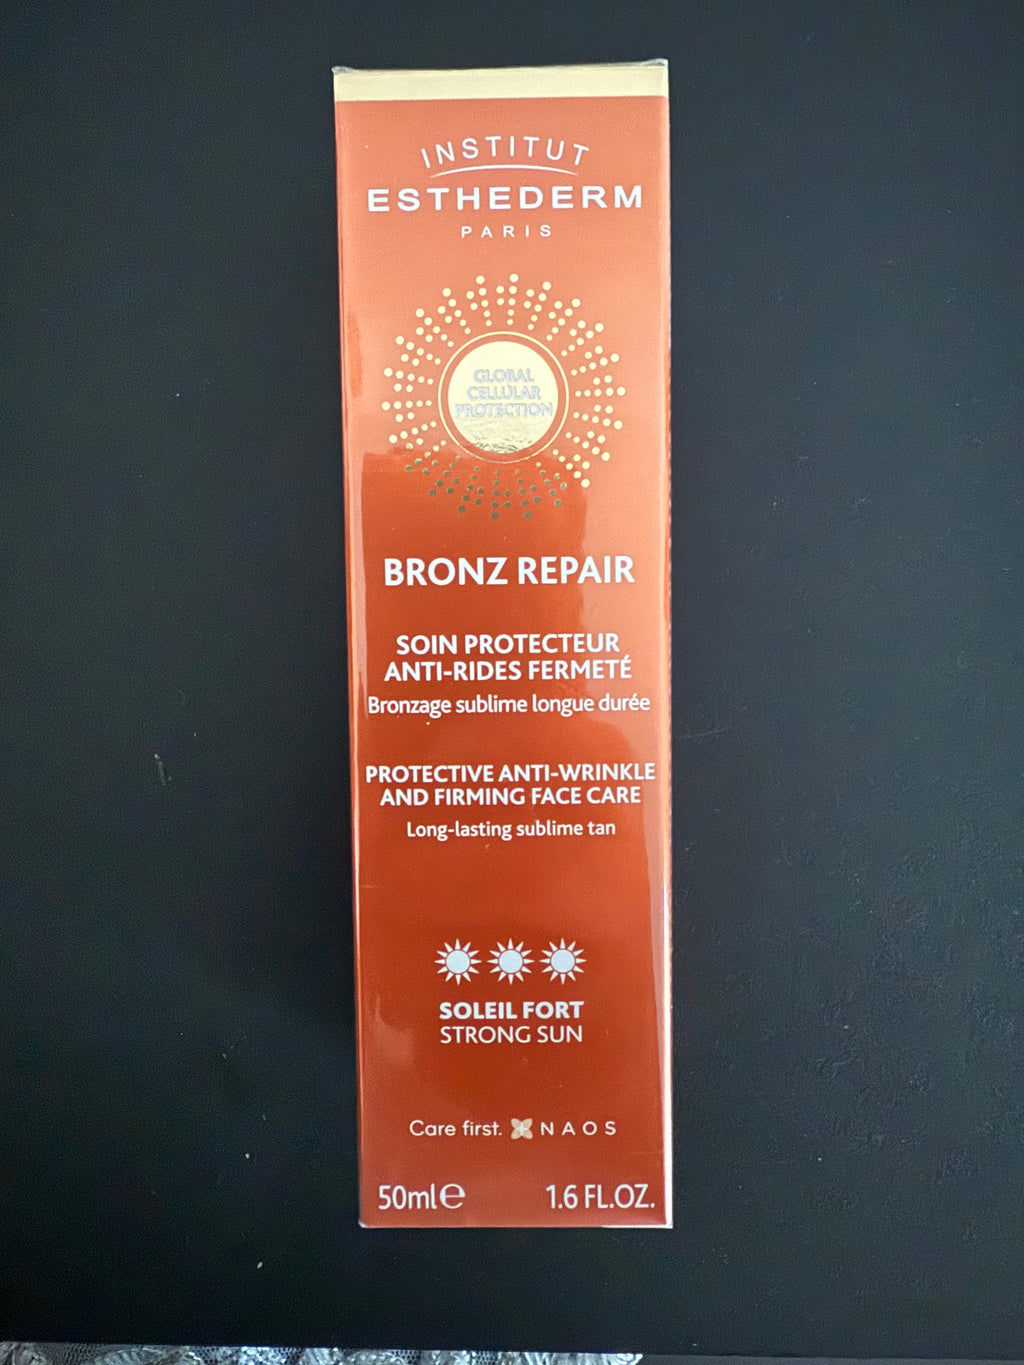 INSTITUT
ESTHEDERM
PARIS
GLOBAL
CELLULAR
PROTECTION
BRONZ REPAIR
SOIN PROTECTEUR
ANTI-RIDES FERMETÉ
Bronzage sublime longue durée
PROTECTIVE ANTI-WRINKLE
AND FIRMING FACE CARE
Long-lasting sublime tan
SOLEIL FORT
STRONG SUN
Care first. NAOS
50ml℮ 1.6 FL.OZ.